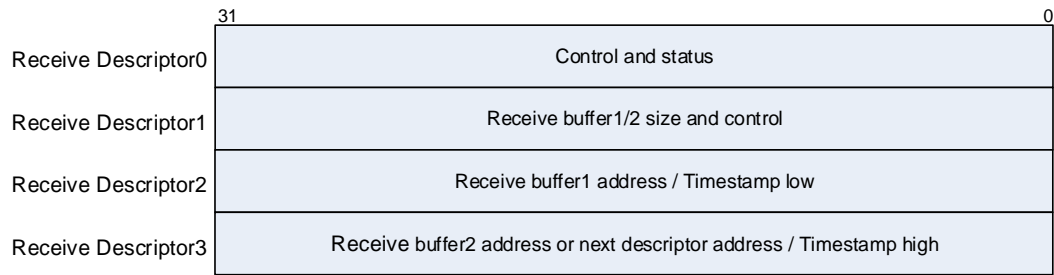 31 0
Receive Descriptor0 Control and status
Receive Descriptor1 Receive buffer1/2 size and control
Receive Descriptor2 Receive buffer1 address / Timestamp low
Receive Descriptor3 Receive buffer2 address or next descriptor address / Timestamp high